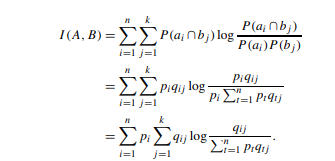 I(A, B) = \sum_{i=1}^{n} \sum_{j=1}^{k} P(a_i \cap b_j) \log \frac{P(a_i \cap b_j)}{P(a_i)P(b_j)}
= \sum_{i=1}^{n} \sum_{j=1}^{k} p_i q_{ij} \log \frac{p_i q_{ij}}{p_i \sum_{t=1}^{n} p_t q_{tj}}
= \sum_{i=1}^{n} p_i \sum_{j=1}^{k} q_{ij} \log \frac{q_{ij}}{\sum_{t=1}^{n} p_t q_{tj}}.